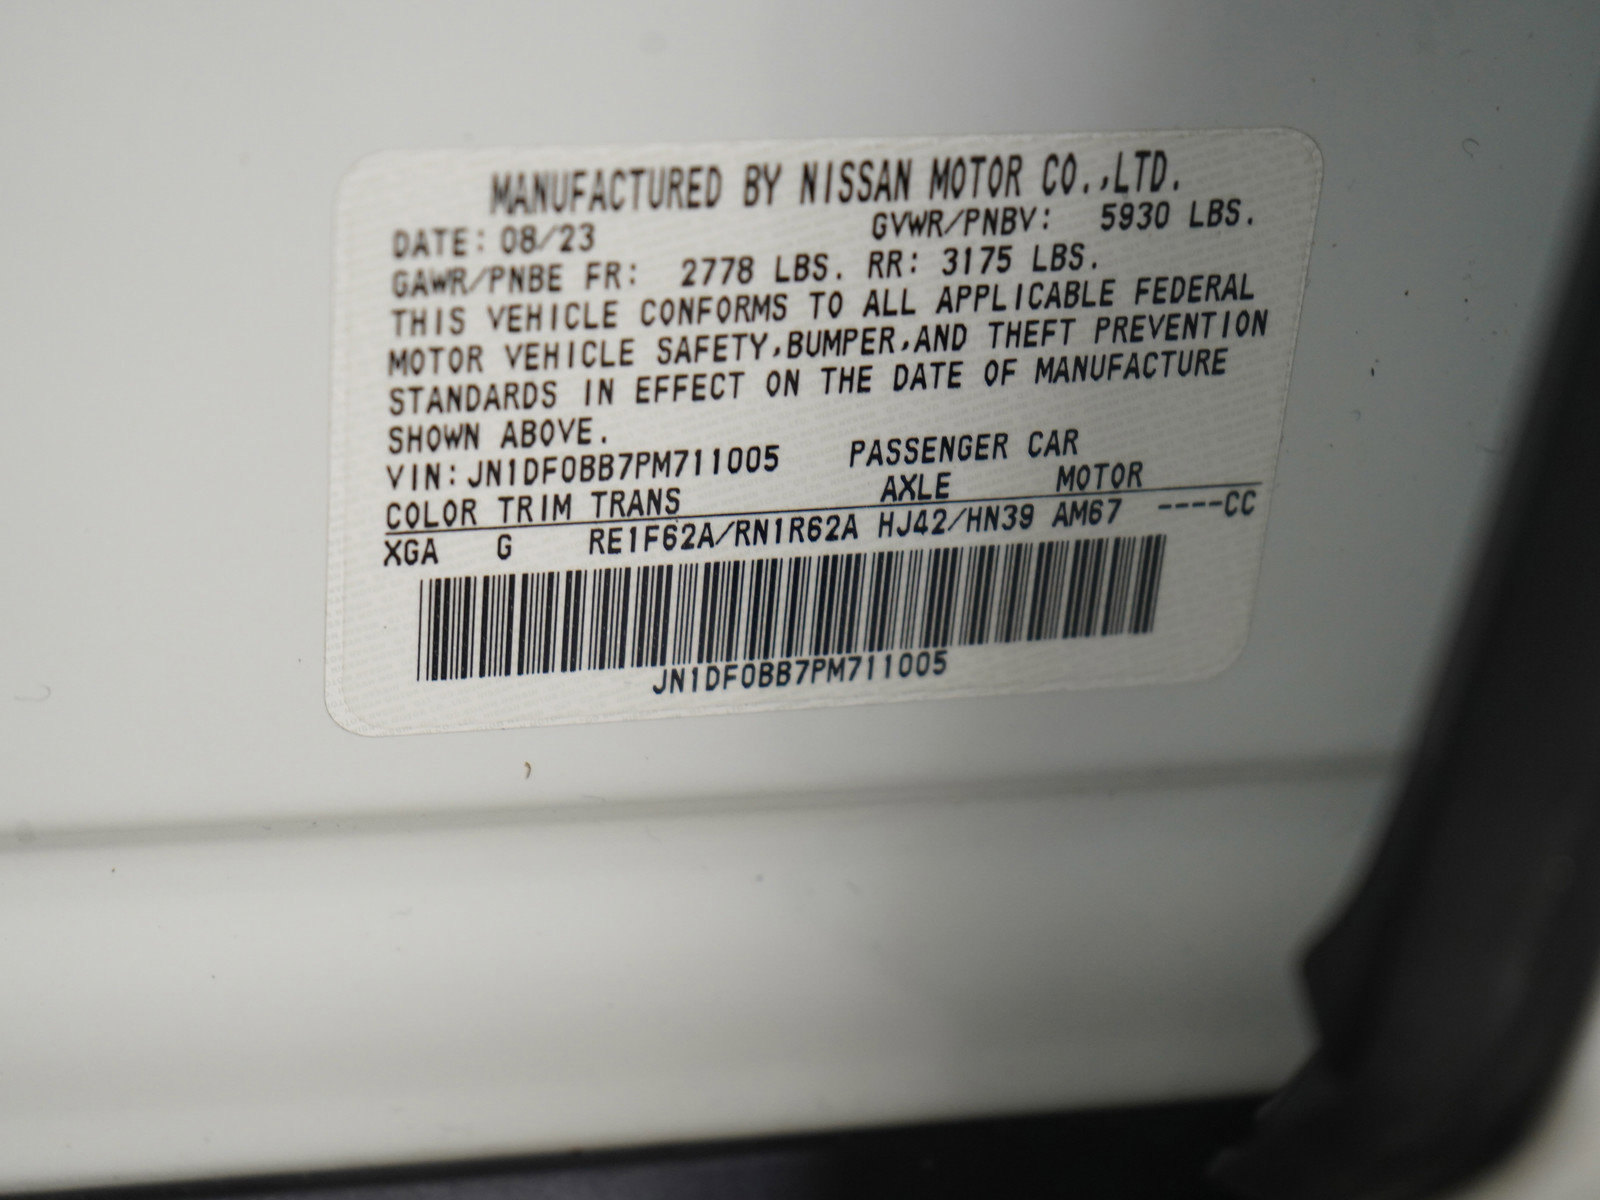 MANUFACTURED BY NISSAN MOTOR CO.,LTD.
DATE: 08/23 GVWR/PNBV: 5930 LBS.
GAWR/PNBE FR: 2778 LBS. RR: 3175 LBS.
THIS VEHICLE CONFORMS TO ALL APPLICABLE FEDERAL
MOTOR VEHICLE SAFETY,BUMPER,AND THEFT PREVENTION
STANDARDS IN EFFECT ON THE DATE OF MANUFACTURE
SHOWN ABOVE.
VIN:JN1DF0BB7PM711005 PASSENGER CAR
COLOR TRIM TRANS AXLE MOTOR
XGA G RE1F62A/RN1R62A HJ42/HN39 AM67 ----CC
JN1DF0BB7PM711005